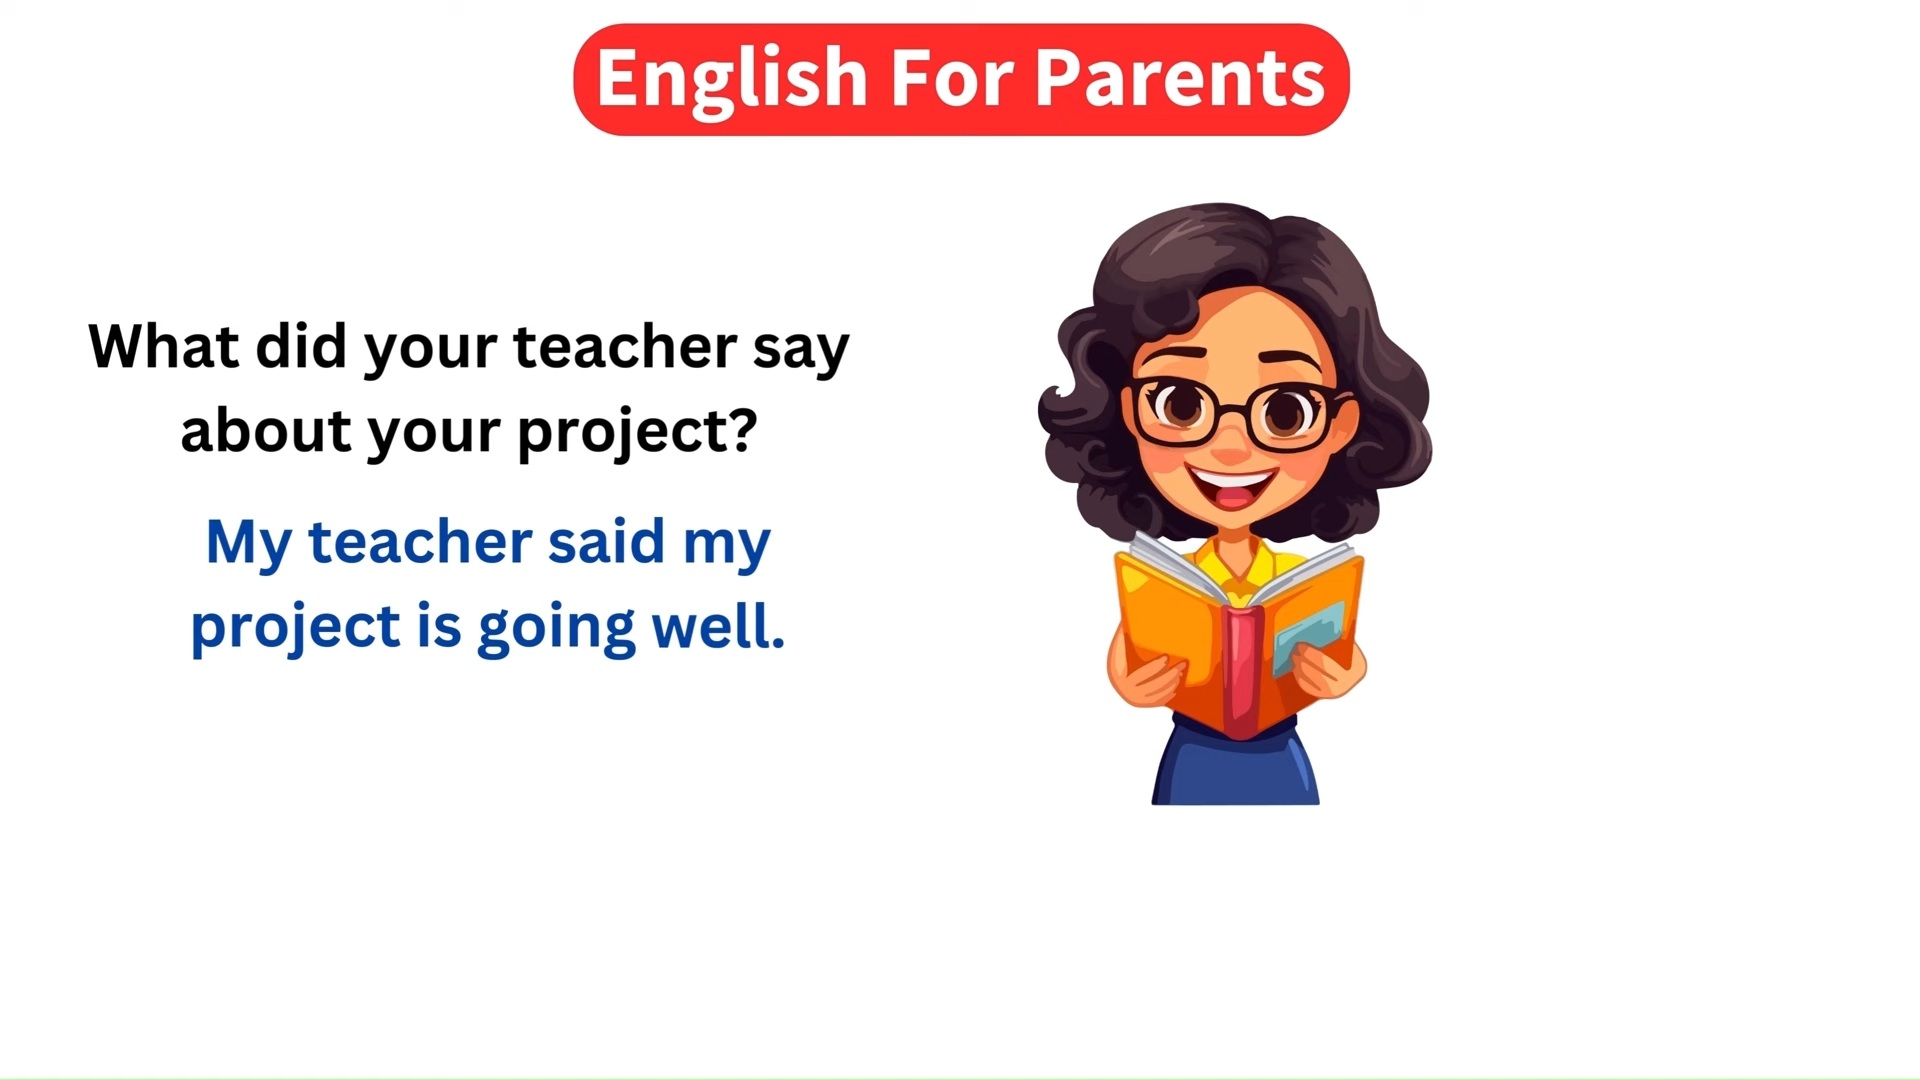 English For Parents
What did your teacher say
about your project?
My teacher said my
project is going well.